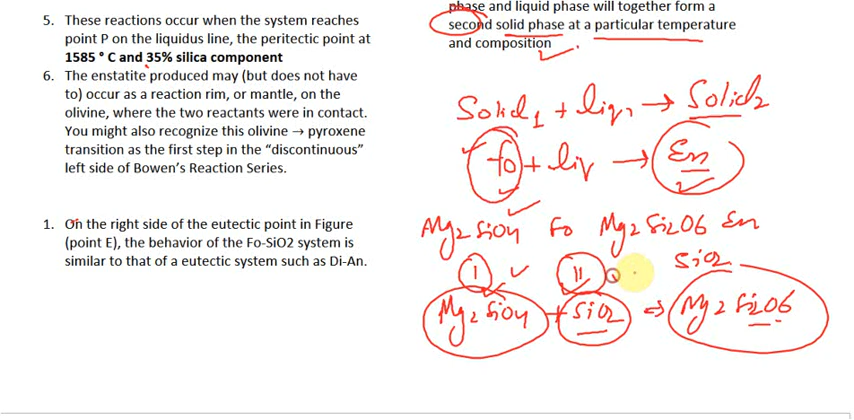 5. These reactions occur when the system reaches
point P on the liquidus line, the peritectic point at
1585 ° C and 35% silica component
6. The enstatite produced may (but does not have
to) occur as a reaction rim, or mantle, on the
olivine, where the two reactants were in contact.
You might also recognize this olivine → pyroxene
transition as the first step in the "discontinuous"
left side of Bowen's Reaction Series.
1. On the right side of the eutectic point in Figure
(point E), the behavior of the Fo-SiO2 system is
similar to that of a eutectic system such as Di-An.
phase and liquid phase will together form a
second solid phase at a particular temperature
and composition
Solid1 + liq1 → Solid2
fo + liq → En
Mg2SiO4 Fo Mg2Si2O6 En
SiO2
I II Q
Mg2SiO4 + SiO2 ⇒ Mg2Si2O6